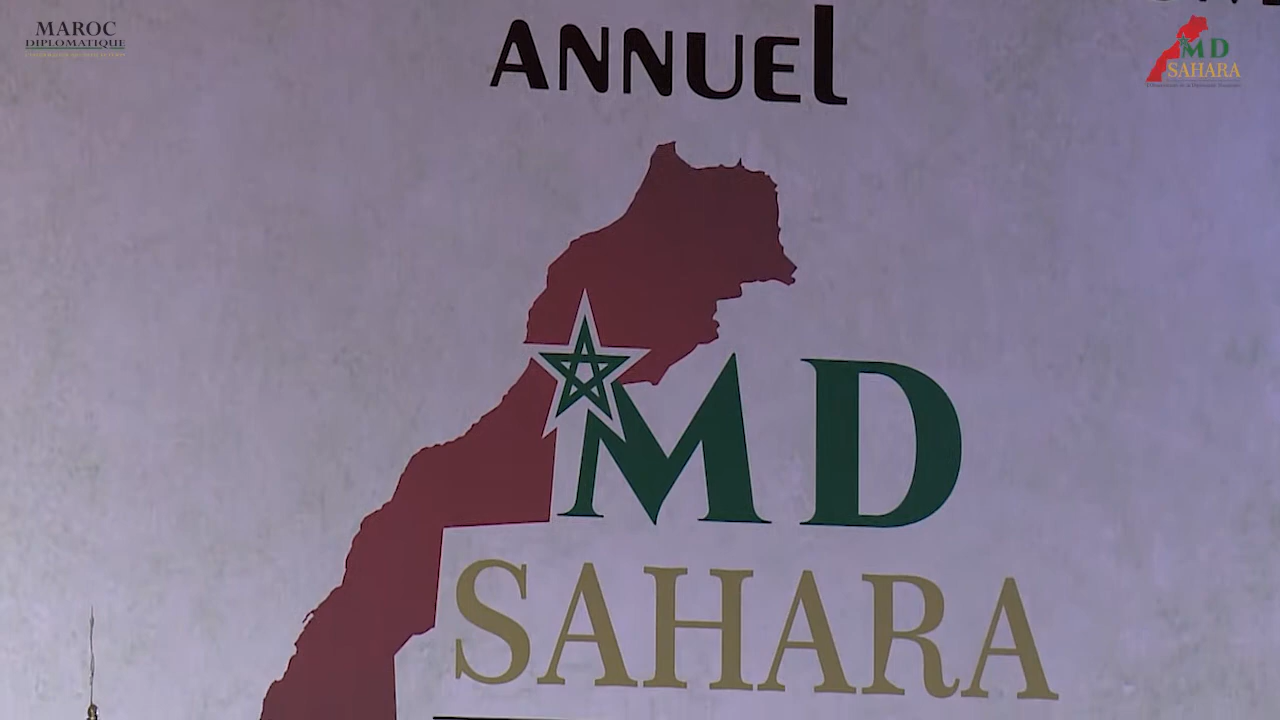 MAROC
DIPLOMATIQUE
ANNUEL
MD
SAHARA
MD
SAHARA